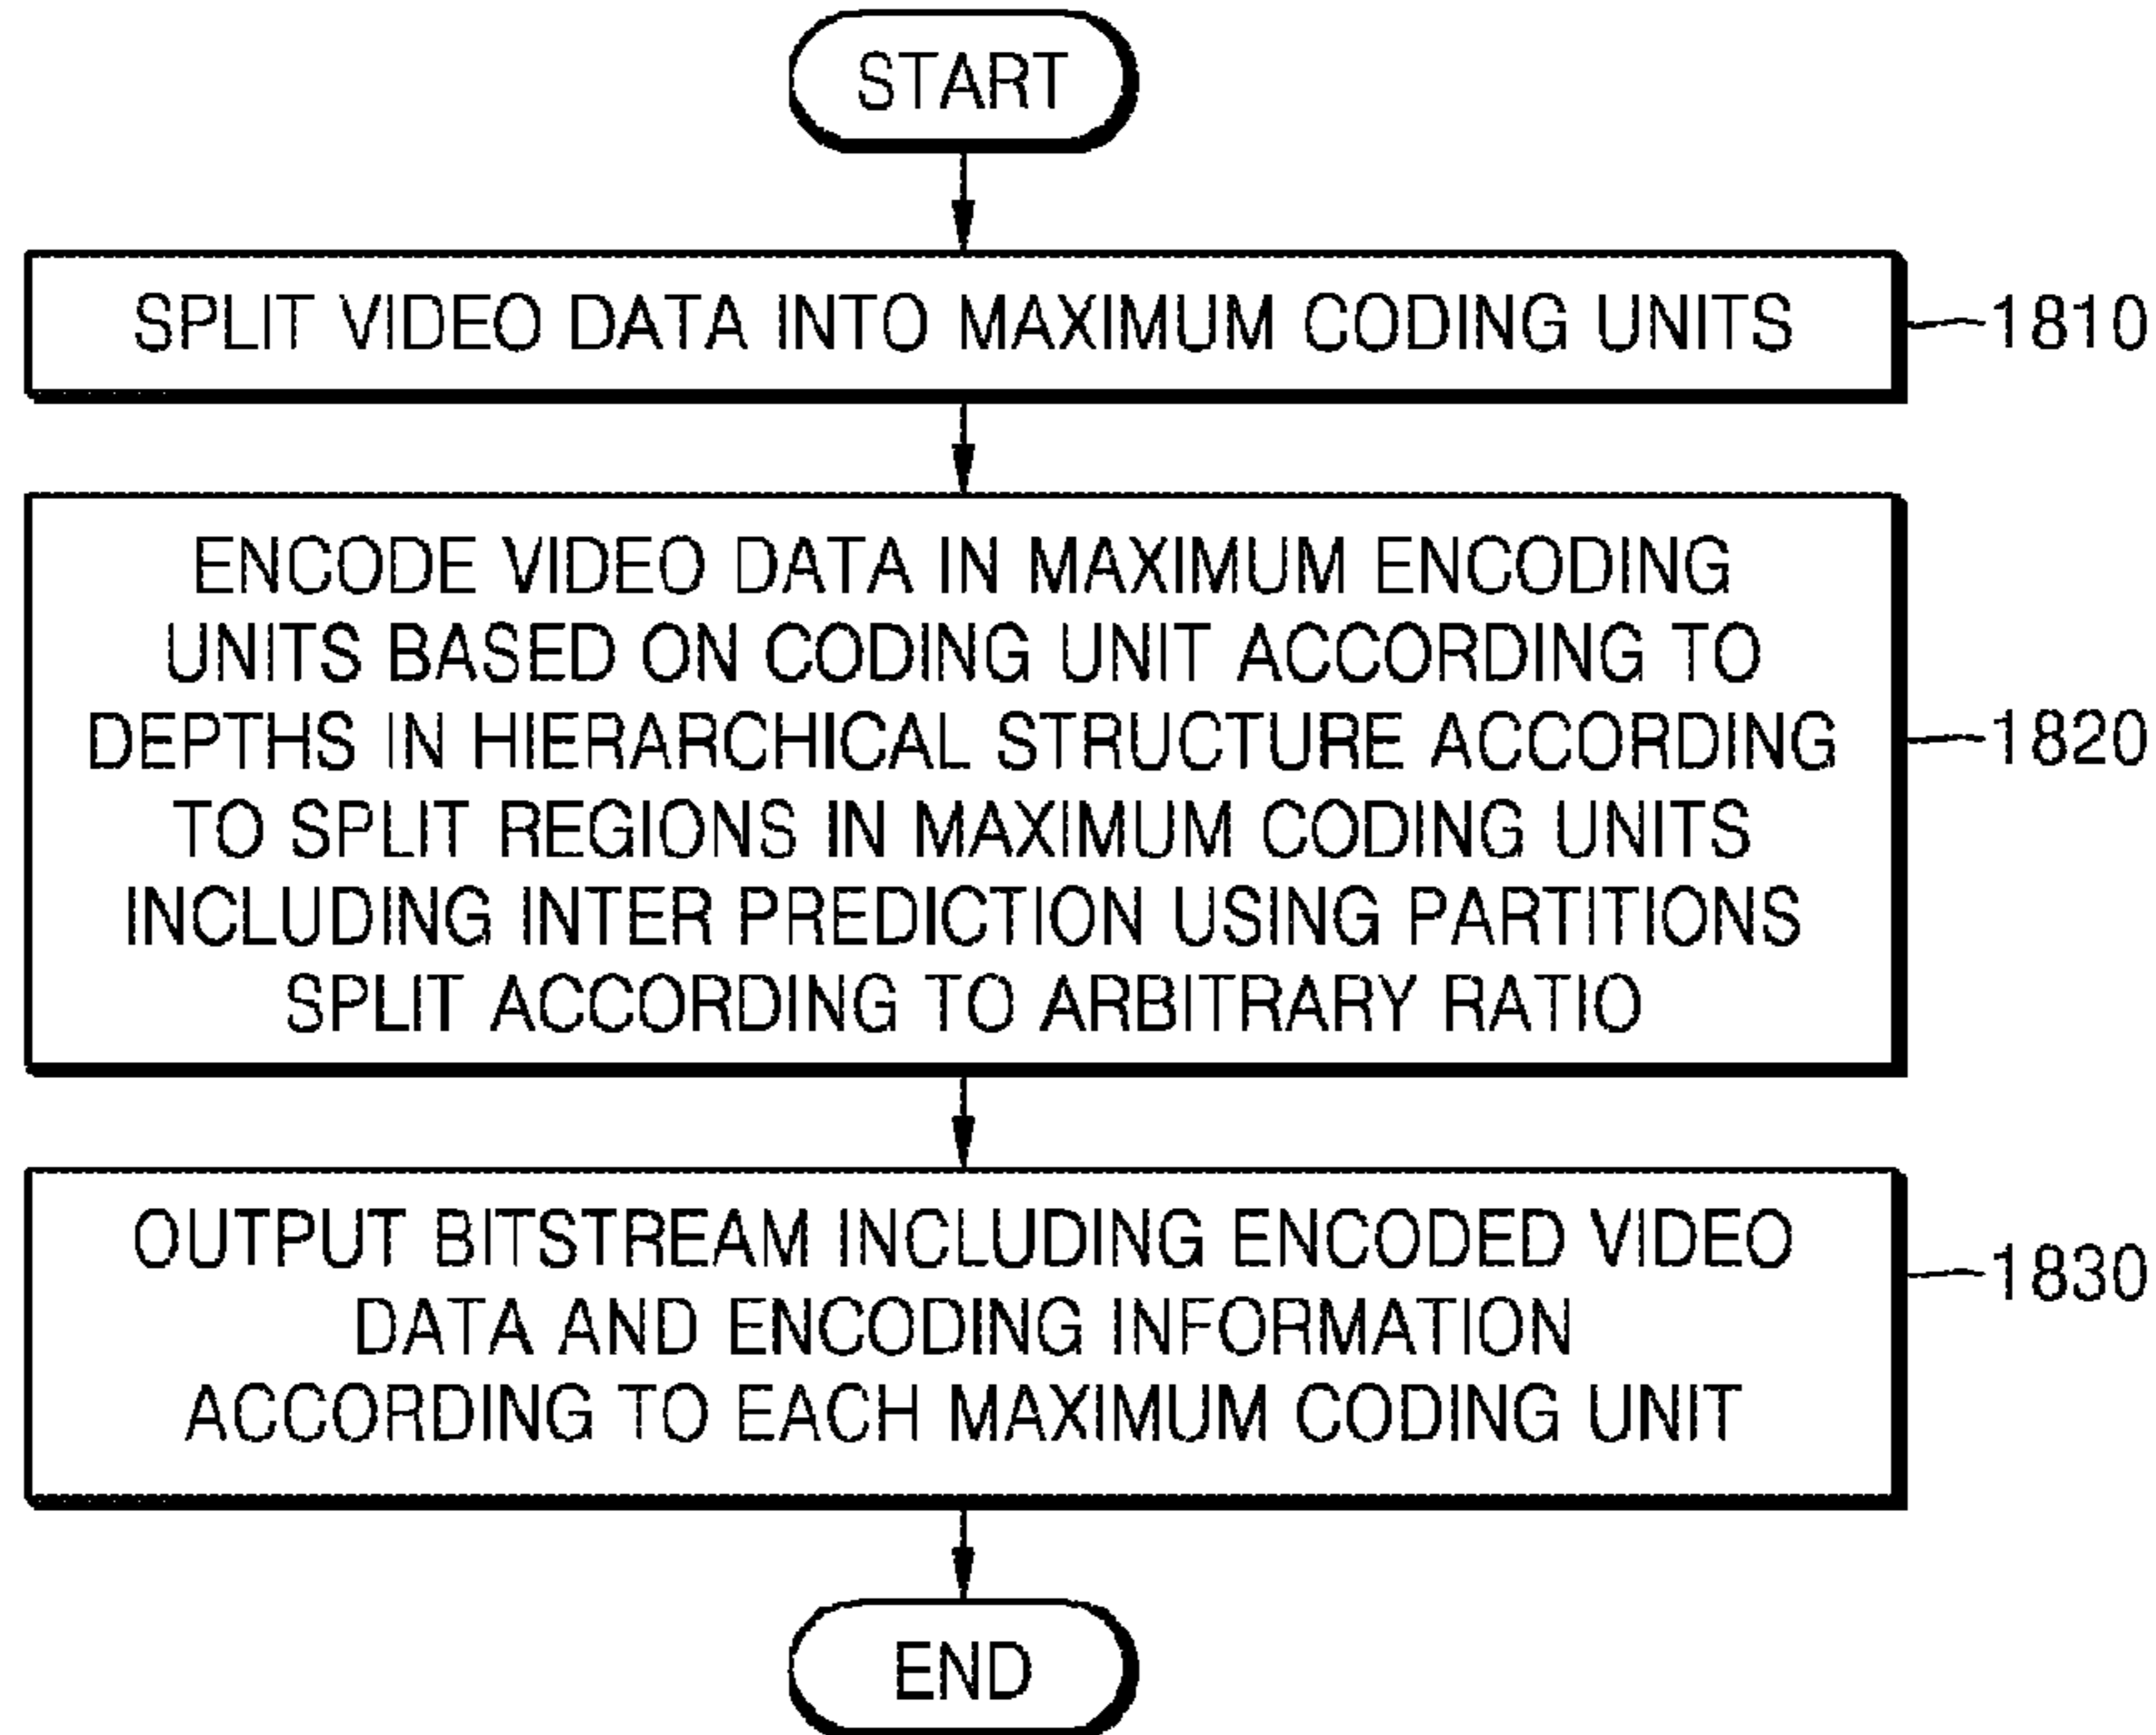 START
SPLIT VIDEO DATA INTO MAXIMUM CODING UNITS
1810
ENCODE VIDEO DATA IN MAXIMUM ENCODING
UNITS BASED ON CODING UNIT ACCORDING TO
DEPTHS IN HIERARCHICAL STRUCTURE ACCORDING
TO SPLIT REGIONS IN MAXIMUM CODING UNITS
INCLUDING INTER PREDICTION USING PARTITIONS
SPLIT ACCORDING TO ARBITRARY RATIO
1820
OUTPUT BITSTREAM INCLUDING ENCODED VIDEO
DATA AND ENCODING INFORMATION
ACCORDING TO EACH MAXIMUM CODING UNIT
1830
END